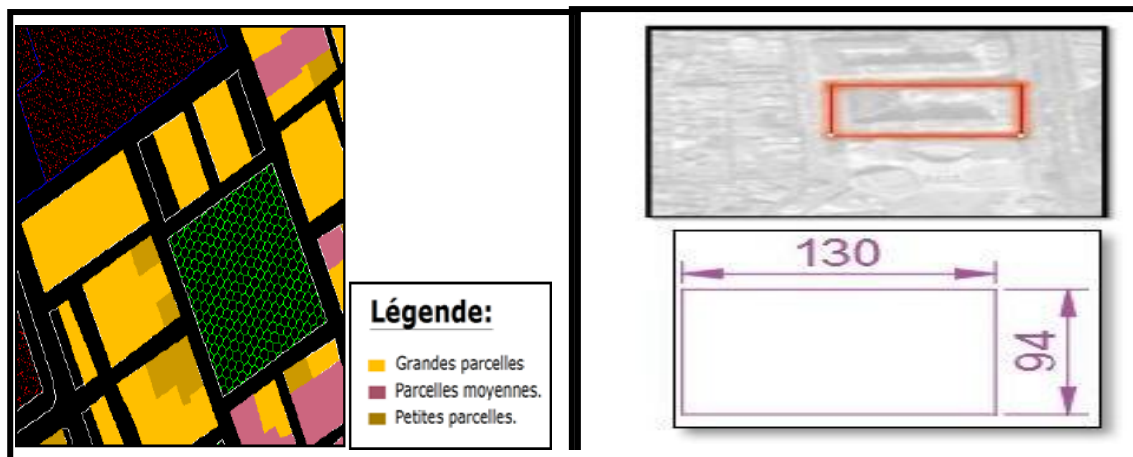 Légende:
Grandes parcelles
Parcelles moyennes.
Petites parcelles.
130
94